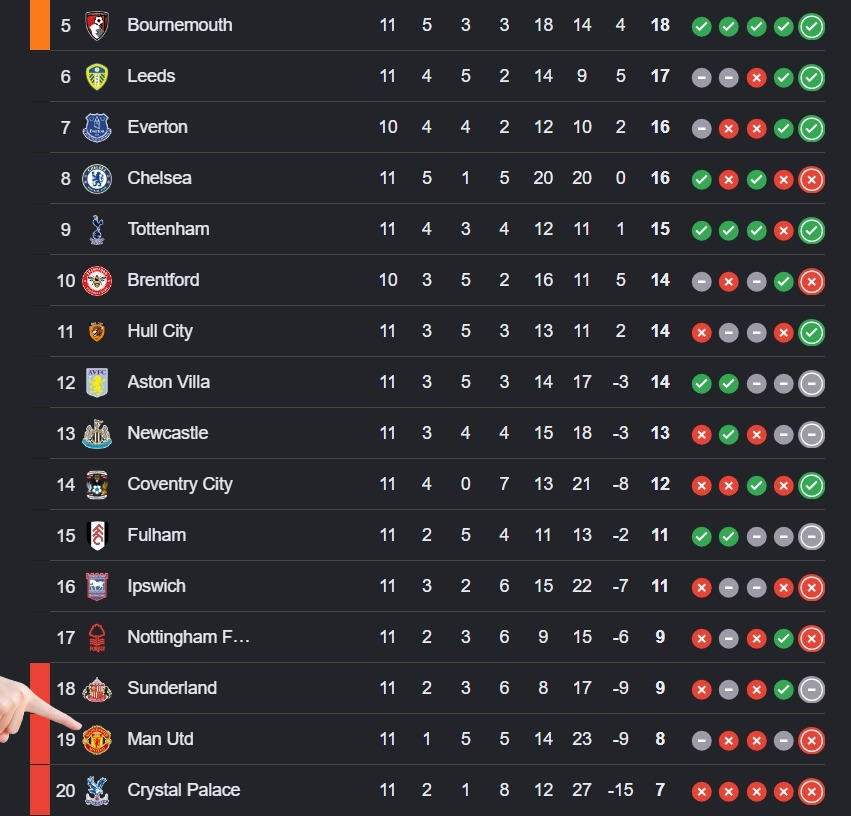 5 Bournemouth 11 5 3 3 18 14 4 18
6 Leeds 11 4 5 2 14 9 5 17
7 Everton 10 4 4 2 12 10 2 16
8 Chelsea 11 5 1 5 20 20 0 16
9 Tottenham 11 4 3 4 12 11 1 15
10 Brentford 10 3 5 2 16 11 5 14
11 Hull City 11 3 5 3 13 11 2 14
12 AVFC Aston Villa 11 3 5 3 14 17 -3 14
13 Newcastle 11 3 4 4 15 18 -3 13
14 Coventry City 11 4 0 7 13 21 -8 12
15 Fulham 11 2 5 4 11 13 -2 11
16 Ipswich 11 3 2 6 15 22 -7 11
17 Nottingham F... 11 2 3 6 9 15 -6 9
18 Sunderland 11 2 3 6 8 17 -9 9
19 Man Utd 11 1 5 5 14 23 -9 8
20 Crystal Palace 11 2 1 8 12 27 -15 7